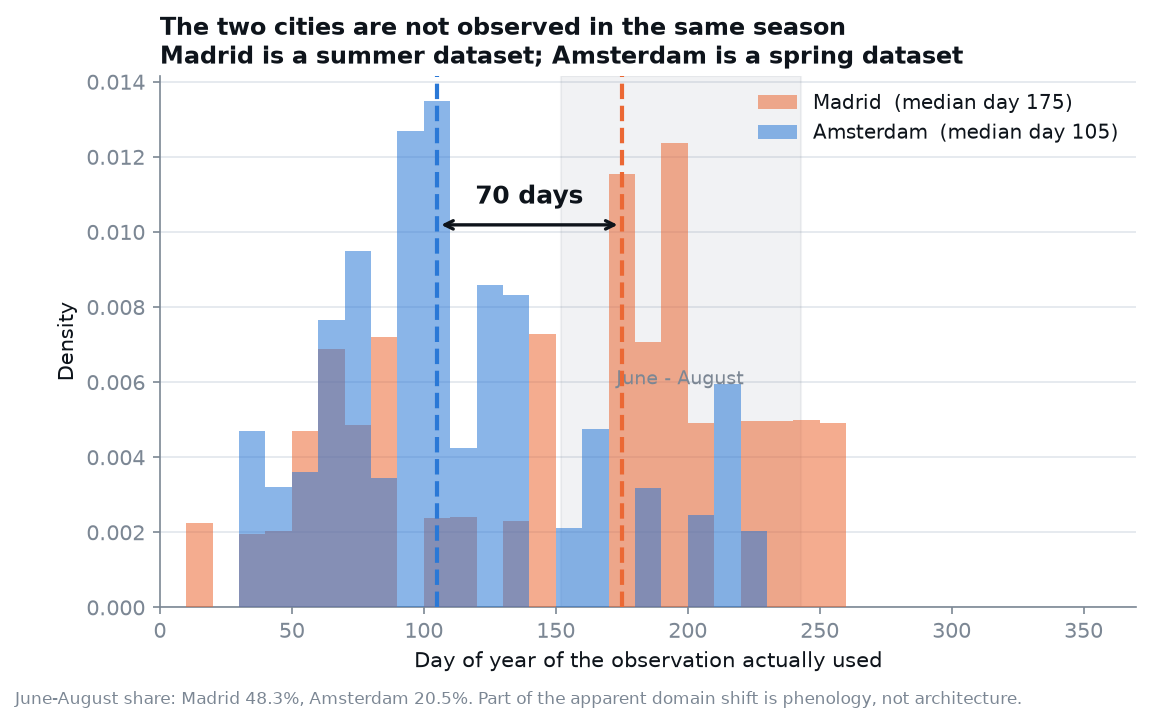 The two cities are not observed in the same season
Madrid is a summer dataset; Amsterdam is a spring dataset
0.014
0.012
0.010
0.008
0.006
0.004
0.002
0.000
Density
Madrid (median day 175)
Amsterdam (median day 105)
70 days
June - August
0 50 100 150 200 250 300 350
Day of year of the observation actually used
June-August share: Madrid 48.3%, Amsterdam 20.5%. Part of the apparent domain shift is phenology, not architecture.